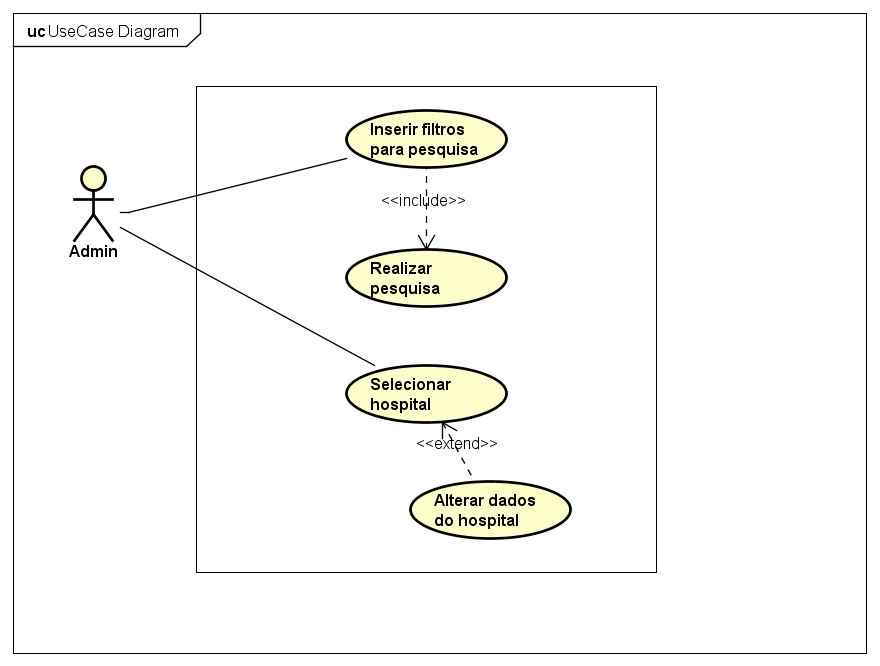 uc UseCase Diagram
Inserir filtros
para pesquisa
<<include>>
Admin
Realizar
pesquisa
Selecionar
hospital
<<extend>>
Alterar dados
do hospital